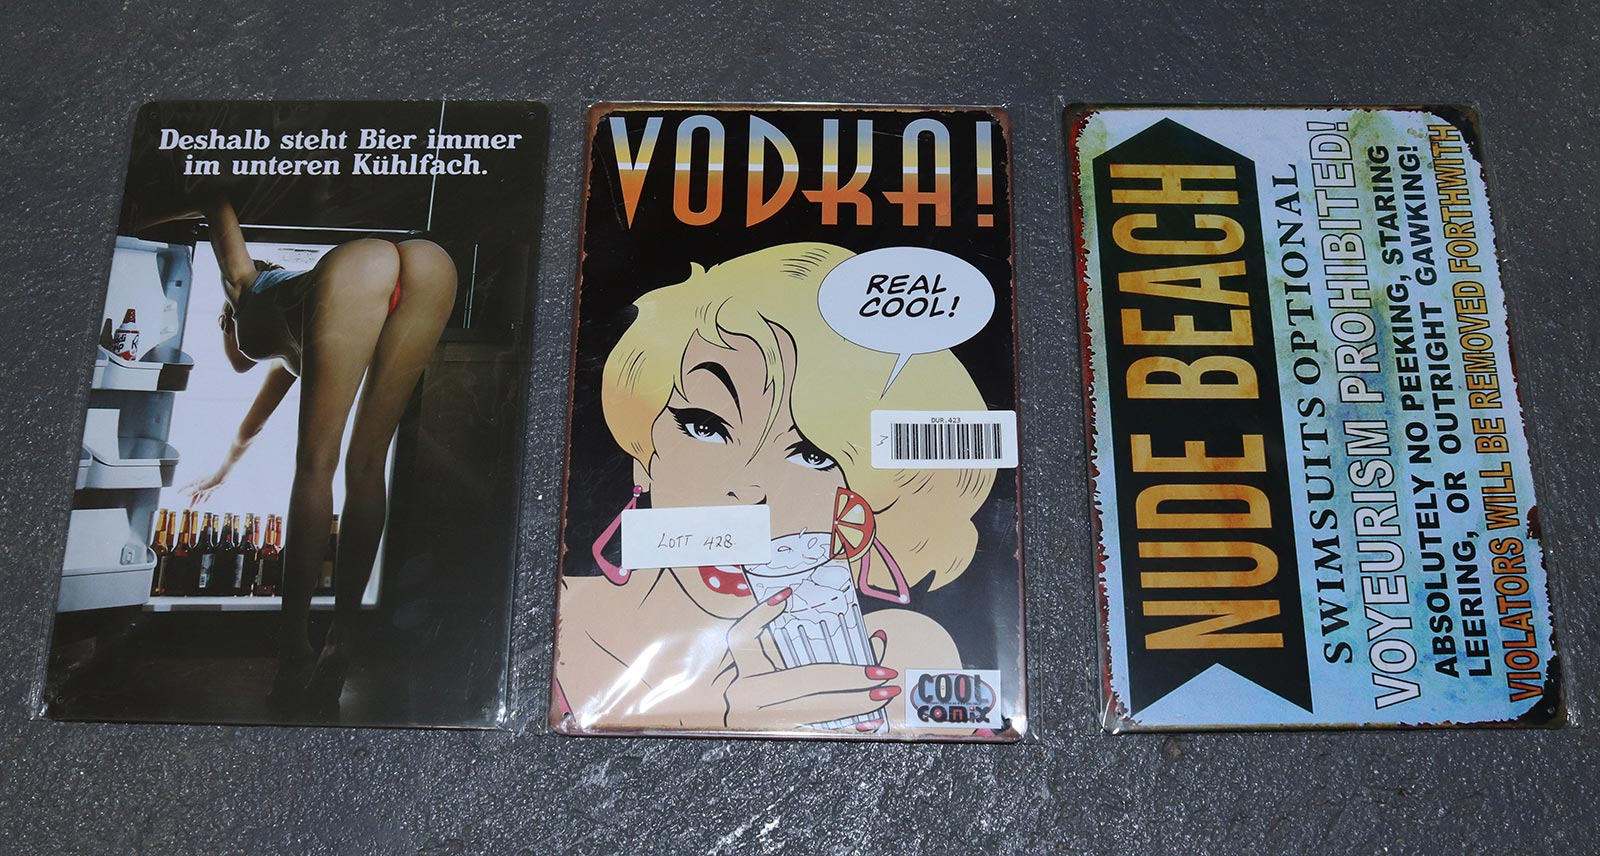 Deshalb steht Bier immer
im unteren Kühlfach.
VODKA!
REAL
COOL!
DUR.423
3
LOTT 428
COOL
COMIX
NUDE BEACH
SWIMSUITS OPTIONAL
VOYEURISM PROHIBITED!
ABSOLUTELY NO PEEKING, STARING
LEERING, OR OUTRIGHT GAWKING!
VIOLATORS WILL BE REMOVED FORTHWITH